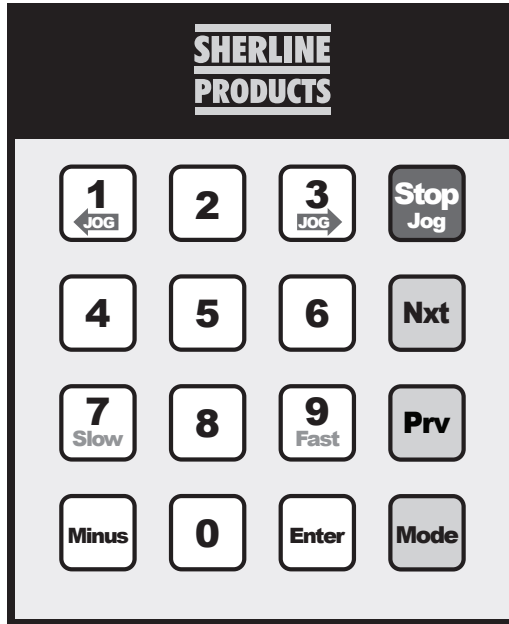 SHERLINE
PRODUCTS
1 2 3 Stop
JOG JOG Jog
4 5 6 Nxt
7 8 9 Prv
Slow Fast
Minus 0 Enter Mode